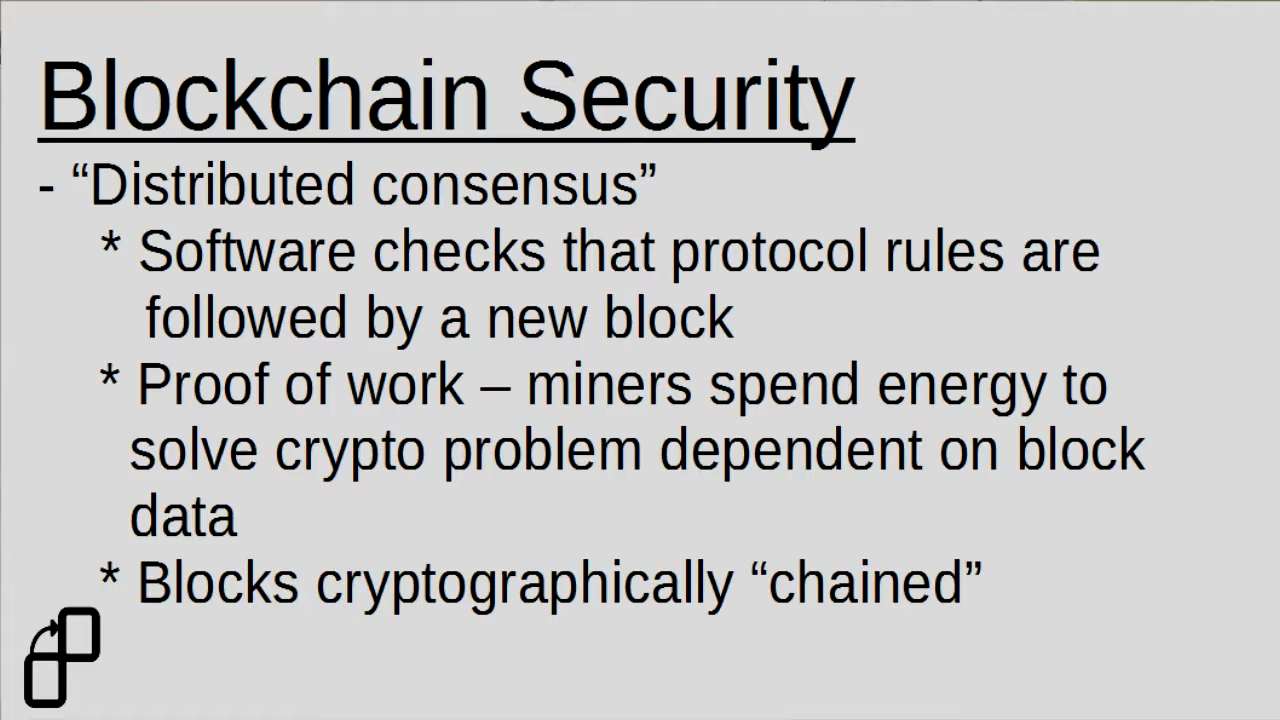 Blockchain Security
- “Distributed consensus”
* Software checks that protocol rules are
followed by a new block
* Proof of work – miners spend energy to
solve crypto problem dependent on block
data
* Blocks cryptographically “chained”